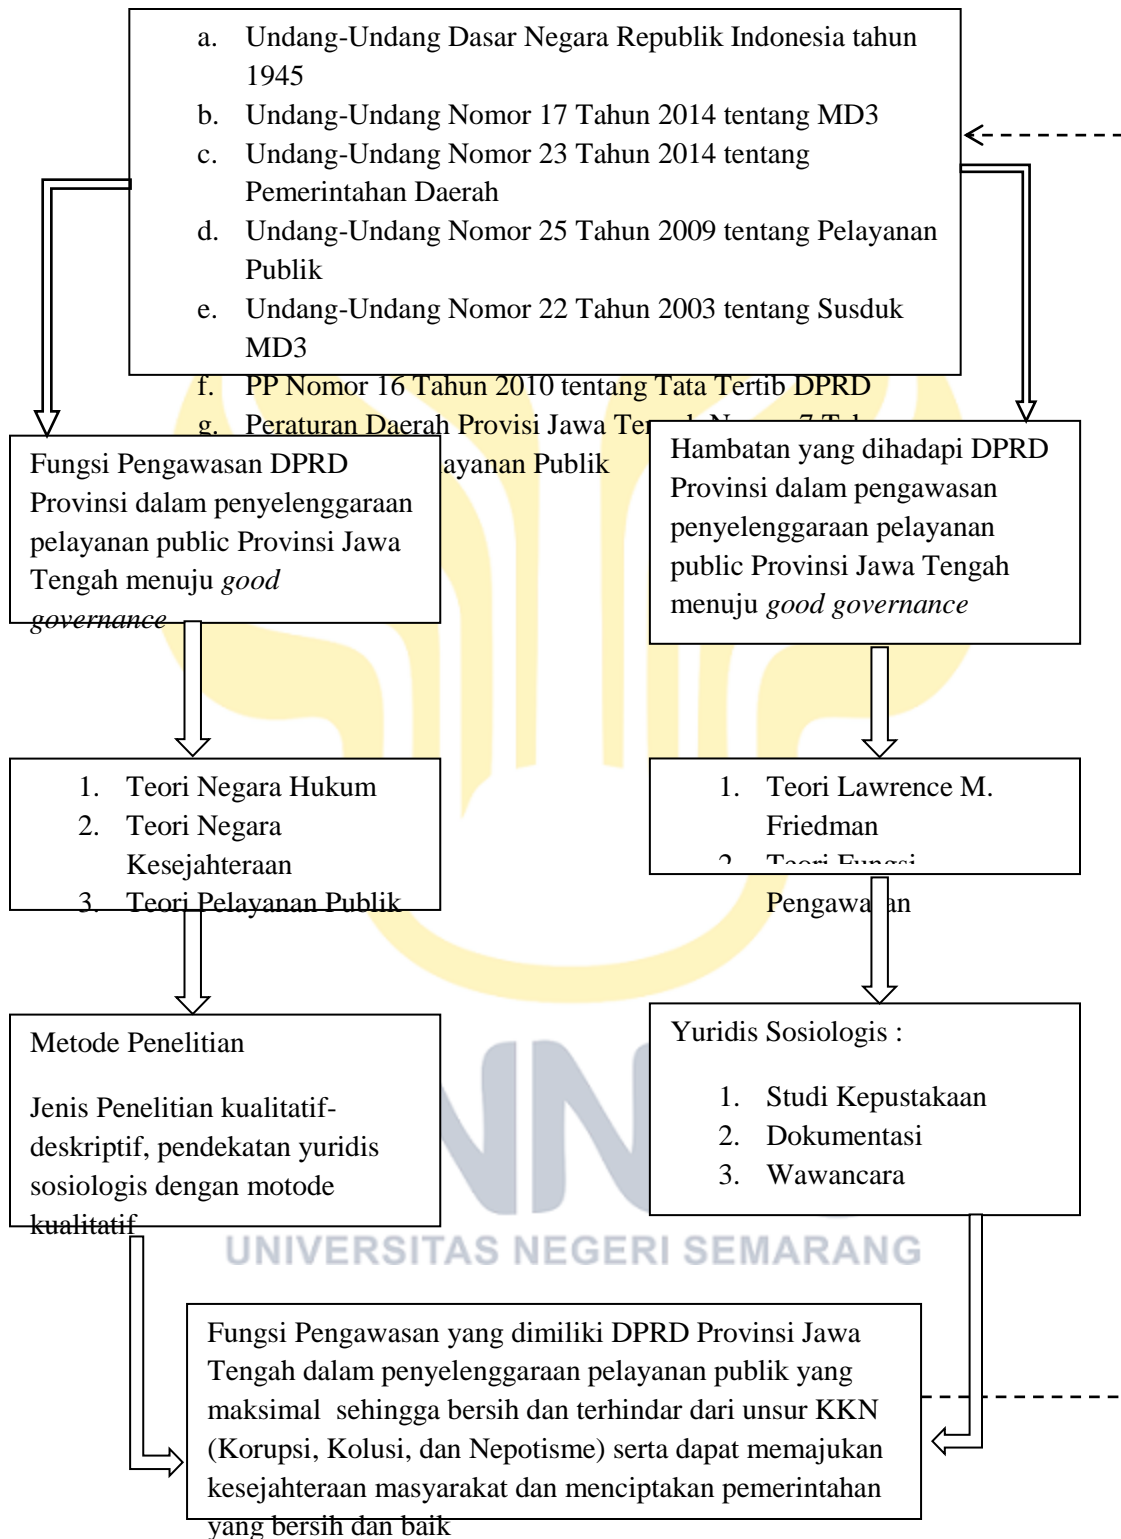 a. Undang-Undang Dasar Negara Republik Indonesia tahun
1945
b. Undang-Undang Nomor 17 Tahun 2014 tentang MD3
c. Undang-Undang Nomor 23 Tahun 2014 tentang
Pemerintahan Daerah
d. Undang-Undang Nomor 25 Tahun 2009 tentang Pelayanan
Publik
e. Undang-Undang Nomor 22 Tahun 2003 tentang Susduk
MD3
f. PP Nomor 16 Tahun 2010 tentang Tata Tertib DPRD
g. Peraturan Daerah Provisi Jawa
Publik
Fungsi Pengawasan DPRD
Provinsi dalam penyelenggaraan
pelayanan public Provinsi Jawa
Tengah menuju good
governance
Hambatan yang dihadapi DPRD
Provinsi dalam pengawasan
penyelenggaraan pelayanan
public Provinsi Jawa Tengah
menuju good governance
1. Teori Negara Hukum
2. Teori Negara
Kesejahteraan
3. Teori Pelayanan Publik
1. Teori Lawrence M.
Friedman
2. Teori Fungsi
Pengawasan
Metode Penelitian
Jenis Penelitian kualitatif-
deskriptif, pendekatan yuridis
sosiologis dengan motode
kualitatif
Yuridis Sosiologis :
1. Studi Kepustakaan
2. Dokumentasi
3. Wawancara
UNIVERSITAS NEGERI SEMARANG
Fungsi Pengawasan yang dimiliki DPRD Provinsi Jawa
Tengah dalam penyelenggaraan pelayanan publik yang
maksimal sehingga bersih dan terhindar dari unsur KKN
(Korupsi, Kolusi, dan Nepotisme) serta dapat memajukan
kesejahteraan masyarakat dan menciptakan pemerintahan
yang bersih dan baik